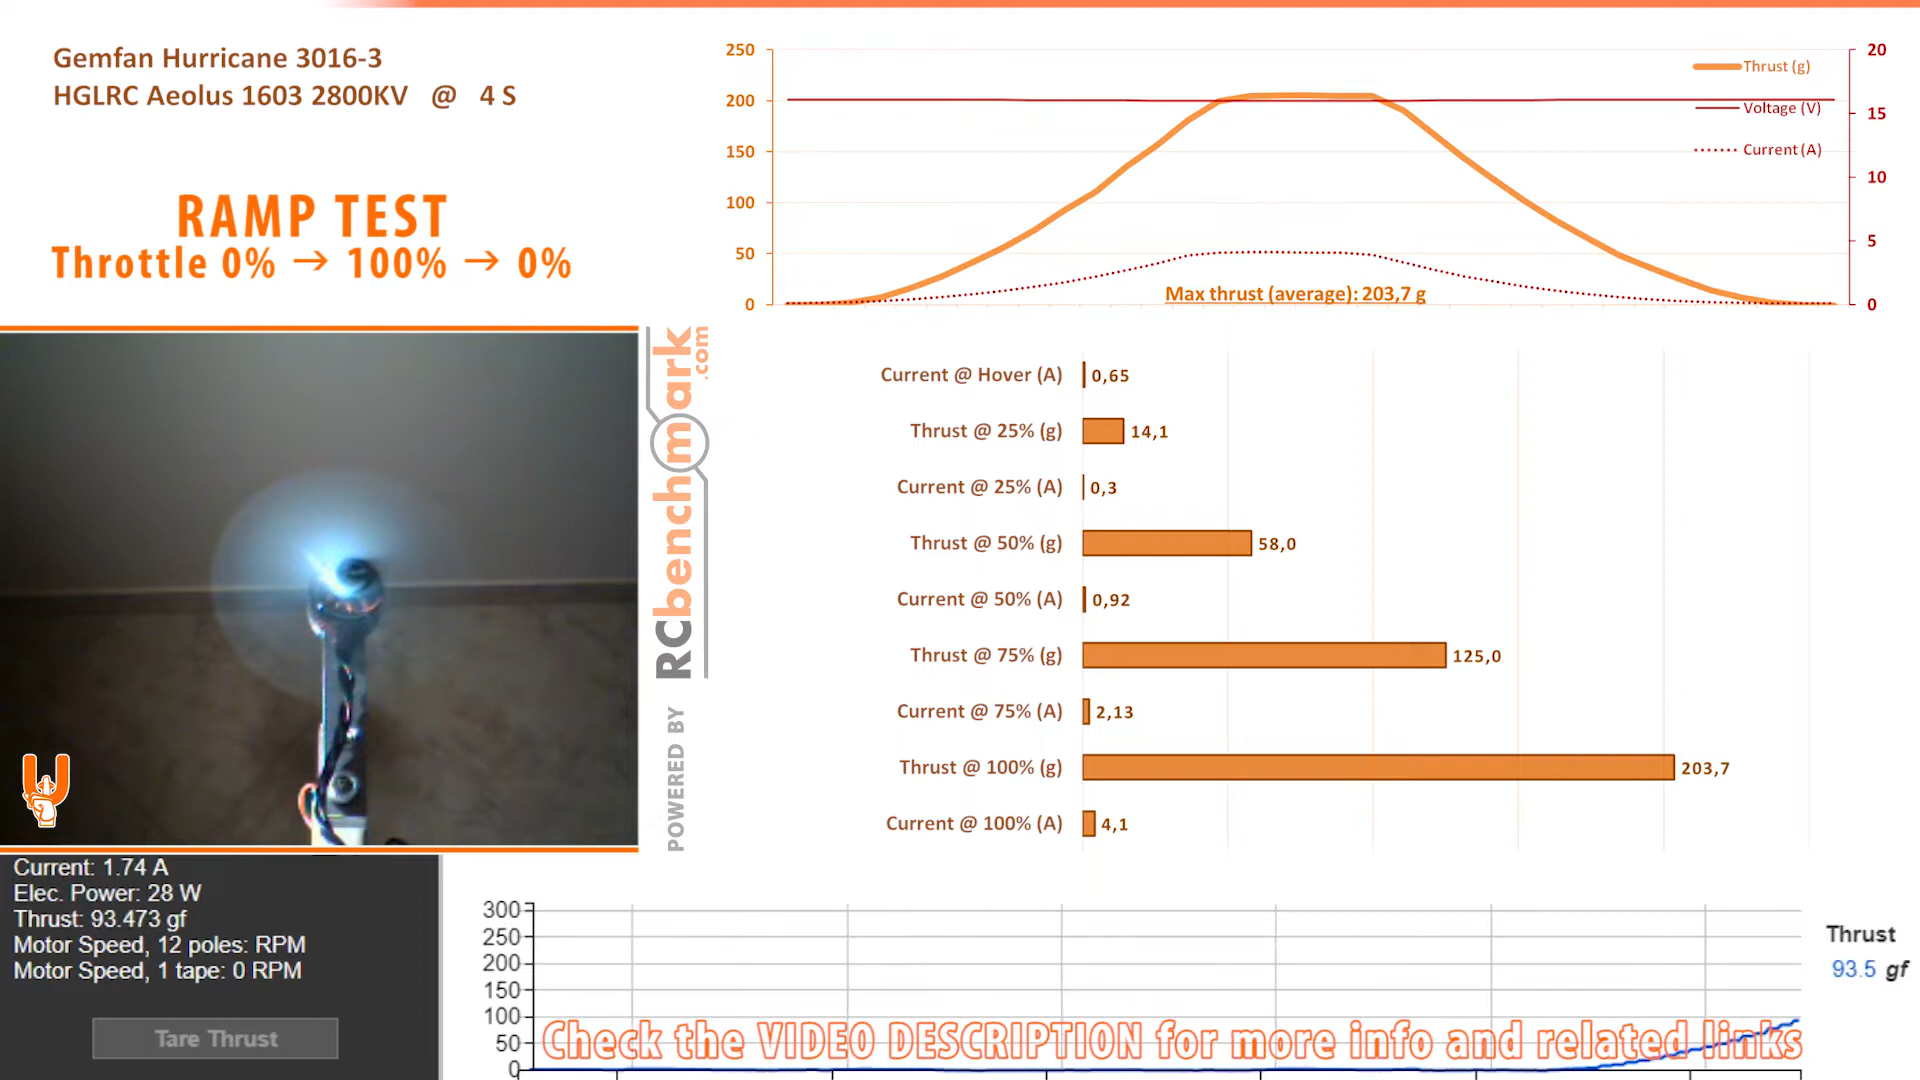 Gemfan Hurricane 3016-3
HGLRC Aeolus 1603 2800KV @ 4 S
RAMP TEST
Throttle 0% → 100% → 0%
250
200
150
100
50
0
20
15
10
5
0
Thrust (g)
Voltage (V)
Current (A)
Max thrust (average): 203,7 g
POWERED BY RCbenchmark.com
Current @ Hover (A) 0,65
Thrust @ 25% (g) 14,1
Current @ 25% (A) 0,3
Thrust @ 50% (g) 58,0
Current @ 50% (A) 0,92
Thrust @ 75% (g) 125,0
Current @ 75% (A) 2,13
Thrust @ 100% (g) 203,7
Current @ 100% (A) 4,1
Current: 1.74 A
Elec. Power: 28 W
Thrust: 93.473 gf
Motor Speed, 12 poles: RPM
Motor Speed, 1 tape: 0 RPM
Tare Thrust
300
250
200
150
100
50
0
Check the VIDEO DESCRIPTION for more info and related links
Thrust
93.5 gf